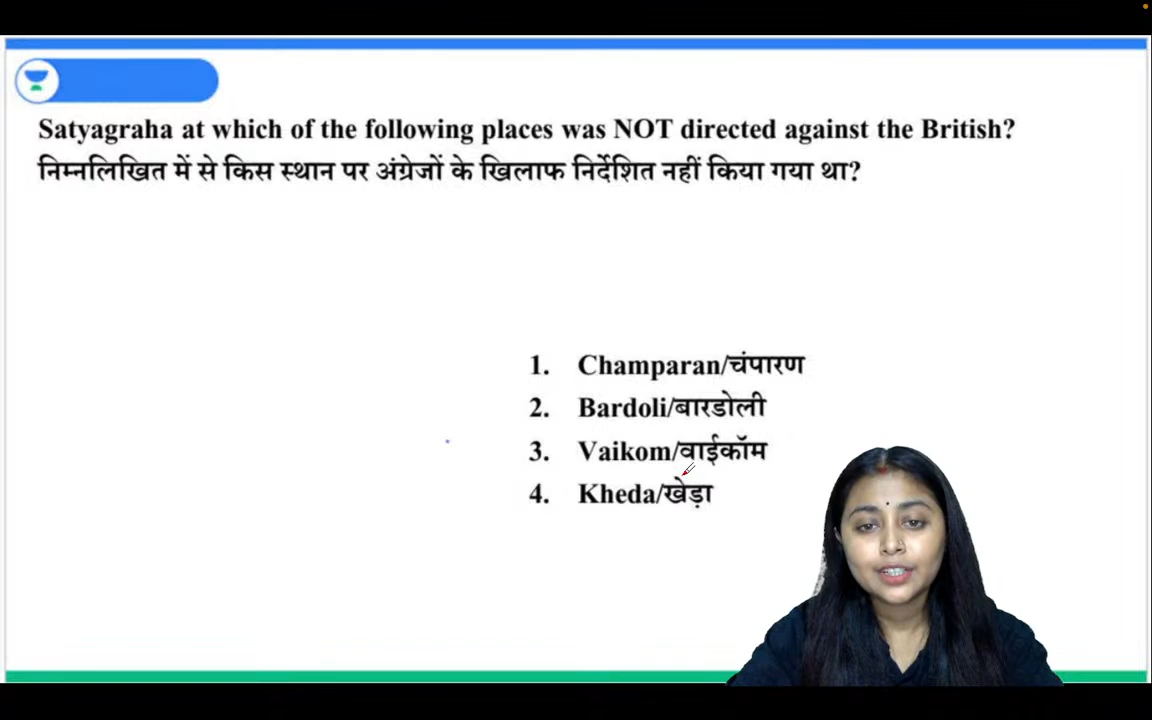 Satyagraha at which of the following places was NOT directed against the British?
निम्नलिखित में से किस स्थान पर अंग्रेजों के खिलाफ निर्देशित नहीं किया गया था?
1. Champaran/चंपारण
2. Bardoli/बारडोली
3. Vaikom/वाईकॉम
4. Kheda/खेड़ा